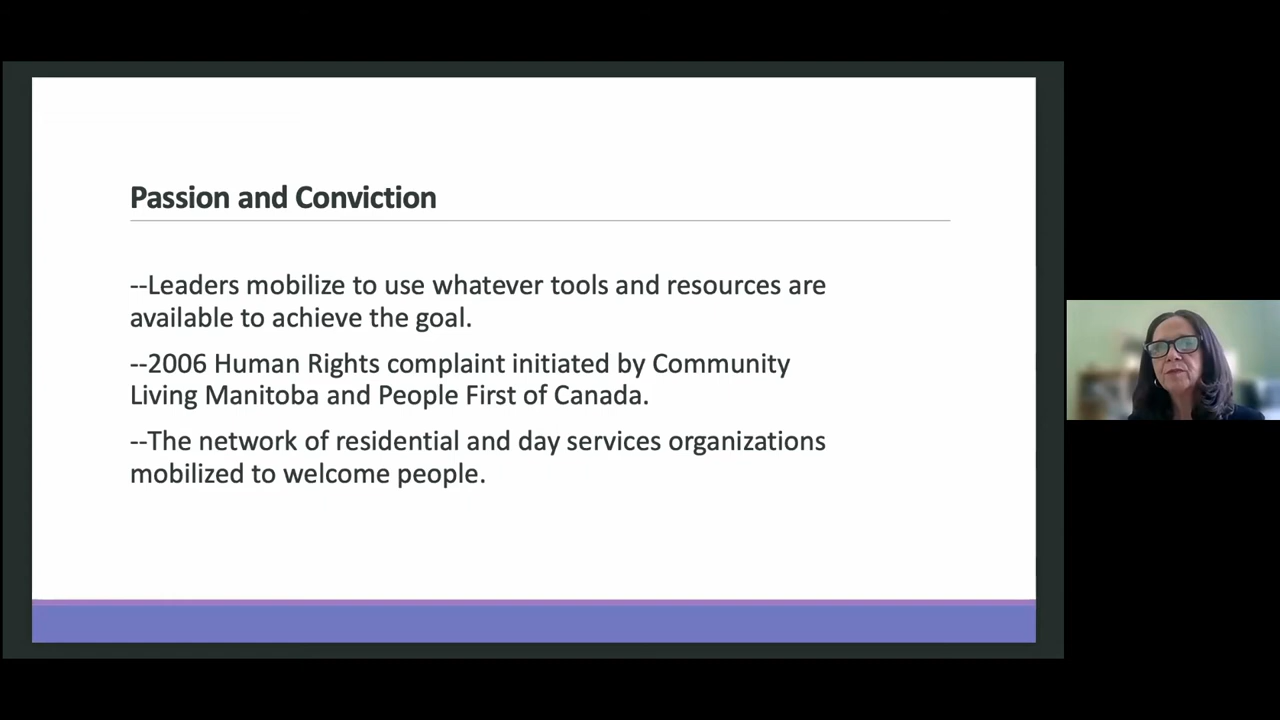 Passion and Conviction
--Leaders mobilize to use whatever tools and resources are
available to achieve the goal.
--2006 Human Rights complaint initiated by Community
Living Manitoba and People First of Canada.
--The network of residential and day services organizations
mobilized to welcome people.